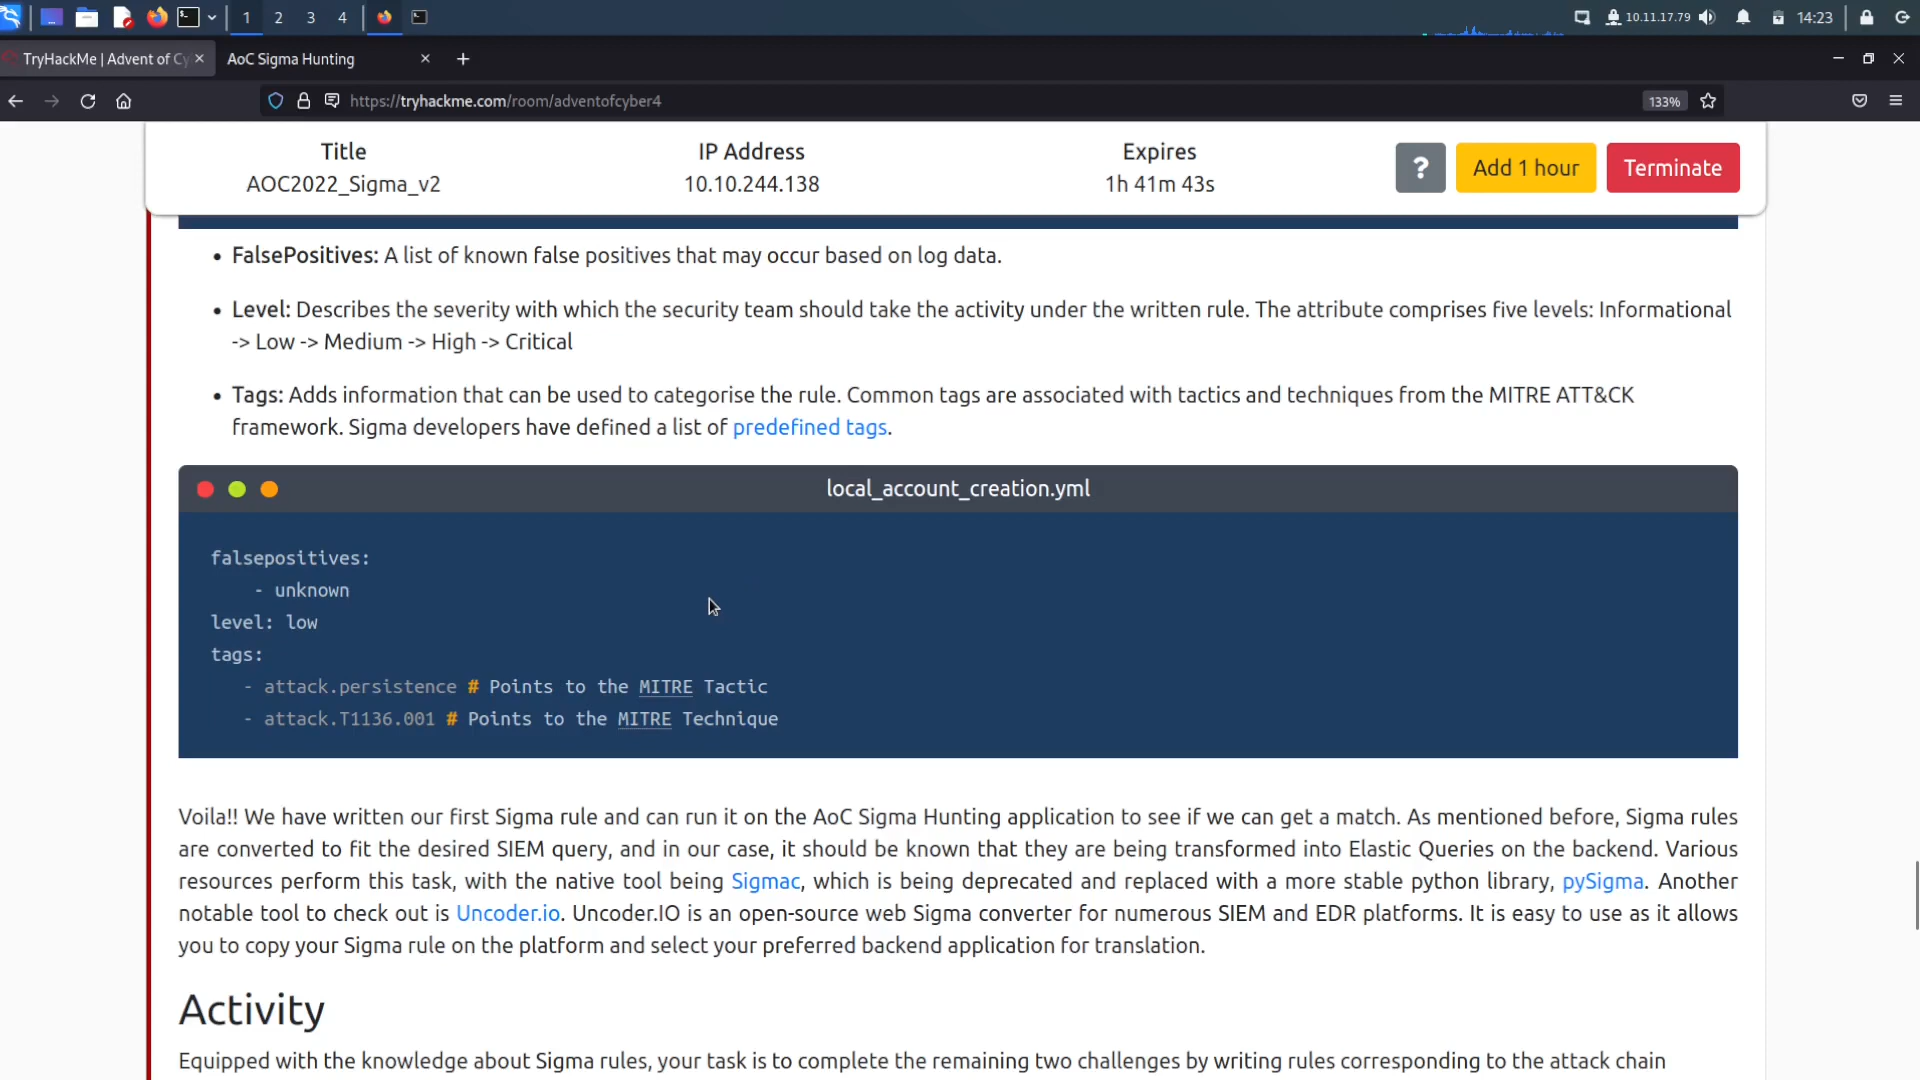 1 2 3 4 10.11.17.79 14:23
TryHackMe | Advent of Cy AoC Sigma Hunting
https://tryhackme.com/room/adventofcyber4 133%
Title IP Address Expires
AOC2022_Sigma_v2 10.10.244.138 1h 41m 43s ? Add 1 hour Terminate
• FalsePositives: A list of known false positives that may occur based on log data.
• Level: Describes the severity with which the security team should take the activity under the written rule. The attribute comprises five levels: Informational
-> Low -> Medium -> High -> Critical
• Tags: Adds information that can be used to categorise the rule. Common tags are associated with tactics and techniques from the MITRE ATT&CK
framework. Sigma developers have defined a list of predefined tags.
local_account_creation.yml
falsepositives:
- unknown
level: low
tags:
- attack.persistence # Points to the MITRE Tactic
- attack.T1136.001 # Points to the MITRE Technique
Voila!! We have written our first Sigma rule and can run it on the AoC Sigma Hunting application to see if we can get a match. As mentioned before, Sigma rules
are converted to fit the desired SIEM query, and in our case, it should be known that they are being transformed into Elastic Queries on the backend. Various
resources perform this task, with the native tool being Sigmac, which is being deprecated and replaced with a more stable python library, pySigma. Another
notable tool to check out is Uncoder.io. Uncoder.IO is an open-source web Sigma converter for numerous SIEM and EDR platforms. It is easy to use as it allows
you to copy your Sigma rule on the platform and select your preferred backend application for translation.
Activity
Equipped with the knowledge about Sigma rules, your task is to complete the remaining two challenges by writing rules corresponding to the attack chain